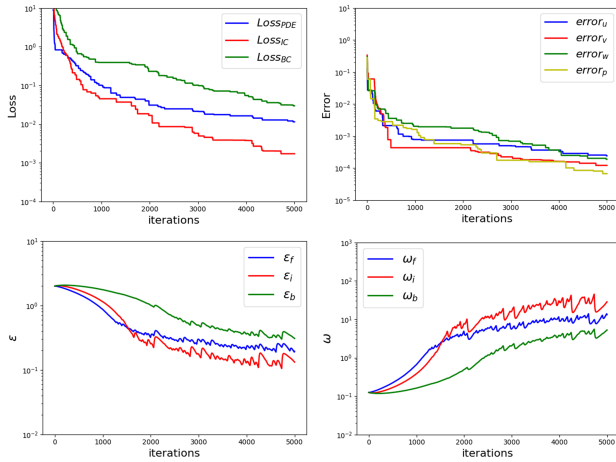 10^1
10^0
10^-1
10^-2
10^-3
10^-4
Loss
0 1000 2000 3000 4000 5000
iterations
Loss_PDE
Loss_IC
Loss_BC
10^1
10^0
10^-1
10^-2
10^-3
10^-4
10^-5
Error
0 1000 2000 3000 4000 5000
iterations
error_u
error_v
error_w
error_p
10^1
10^0
10^-1
10^-2
ε
0 1000 2000 3000 4000 5000
iterations
ε_f
ε_i
ε_b
10^3
10^2
10^1
10^0
10^-1
10^-2
ω
0 1000 2000 3000 4000 5000
iterations
ω_f
ω_i
ω_b